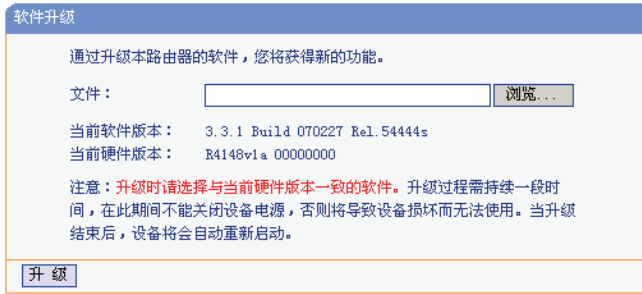 软件升级
通过升级本路由器的软件，您将获得新的功能。
文件：
浏览...
当前软件版本： 3.3.1 Build 070227 Rel.54444s
当前硬件版本： R4148v1a 00000000
注意：升级时请选择与当前硬件版本一致的软件。升级过程需持续一段时
间，在此期间不能关闭设备电源，否则将导致设备损坏而无法使用。当升级
结束后，设备将会自动重新启动。
升 级